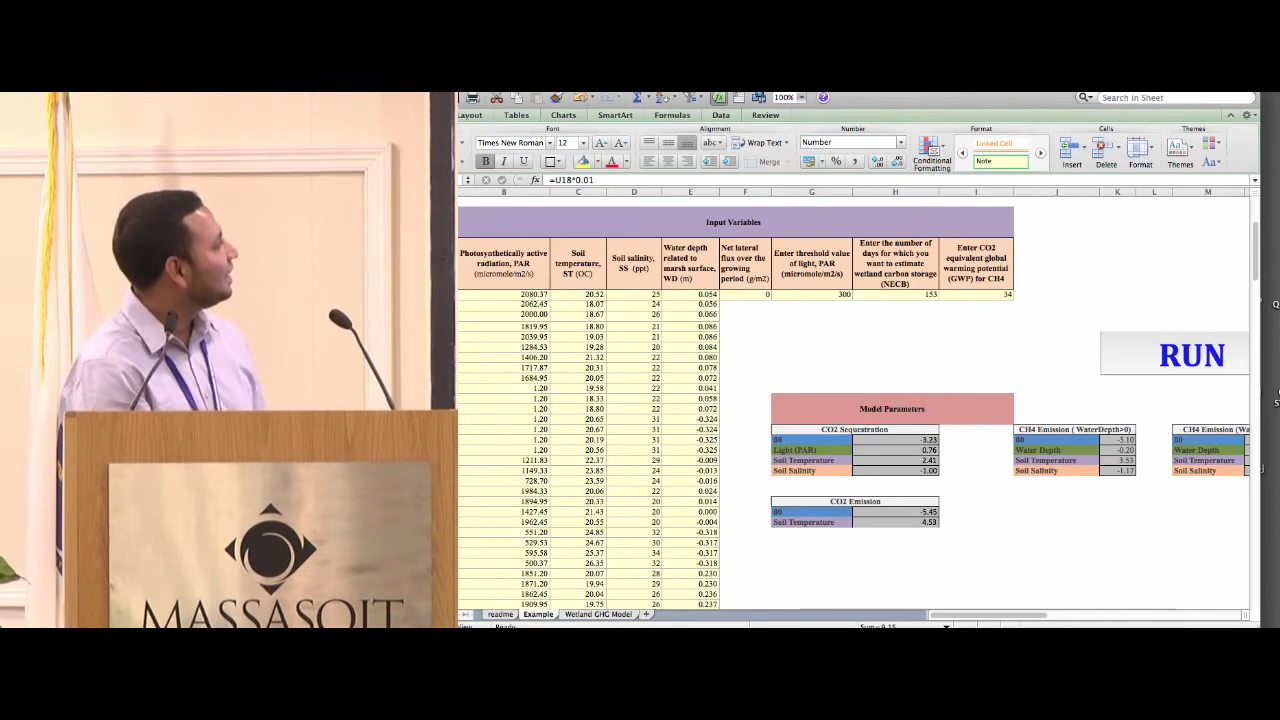 MASSASOIT
100%
Search in Sheet
ayout Tables Charts SmartArt Formulas Data Review
Font Alignment Number Format Cells Themes
Times New Roman 12 A A abc Wrap Text Number Linked Cell
B I U A Merge % , Conditional Formatting Note Insert Delete Format Themes Aa
fx =U18*0.01
B C D E F G H I J K L M
Input Variables
Photosynthetically active radiation, PAR (micromole/m2/s)
Soil temperature, ST (OC)
Soil salinity, SS (ppt)
Water depth related to marsh surface, WD (m)
Net lateral flux over the growing period (g/m2)
Enter threshold value of light, PAR (micromole/m2/s)
Enter the number of days for which you want to estimate wetland carbon storage (NECB)
Enter CO2 equivalent global warming potential (GWP) for CH4
2080.37 20.52 25 0.054 0 300 153 34
2062.45 18.07 24 0.056
2000.00 18.67 26 0.066
1819.95 18.80 21 0.086
2039.95 19.03 21 0.086
1284.53 19.28 20 0.084
1406.20 21.32 22 0.080
1717.87 20.31 22 0.078
1684.95 20.05 22 0.072
1.20 19.58 22 0.041
1.20 18.33 22 0.058
1.20 18.80 22 0.072
1.20 20.65 31 -0.324
1.20 20.67 31 -0.324
1.20 20.19 31 -0.325
1.20 20.56 31 -0.325
1211.83 22.37 29 -0.009
1149.33 23.85 24 -0.013
728.70 23.59 24 -0.016
1984.33 20.06 22 0.024
1894.95 20.33 20 0.014
1427.45 21.43 20 0.000
1962.45 20.55 20 -0.004
551.20 24.85 32 -0.318
529.53 24.67 30 -0.317
595.58 25.37 34 -0.317
500.37 26.35 32 -0.318
1851.20 20.07 28 0.230
1871.20 19.94 29 0.230
1862.45 20.04 26 0.230
1909.95 19.75 26 0.237
RUN
Model Parameters
CO2 Sequestration
B0 -3.23
Light (PAR) 0.76
Soil Temperature 2.41
Soil Salinity -1.00
CO2 Emission
B0 -5.45
Soil Temperature 4.53
CH4 Emission ( WaterDepth>0)
B0 -3.10
Water Depth -0.20
Soil Temperature 3.53
Soil Salinity -1.17
CH4 Emission (Wa
B0
Water Depth
Soil Temperature
Soil Salinity
readme Example Wetland GHG Model
Ready
Sum=9.15